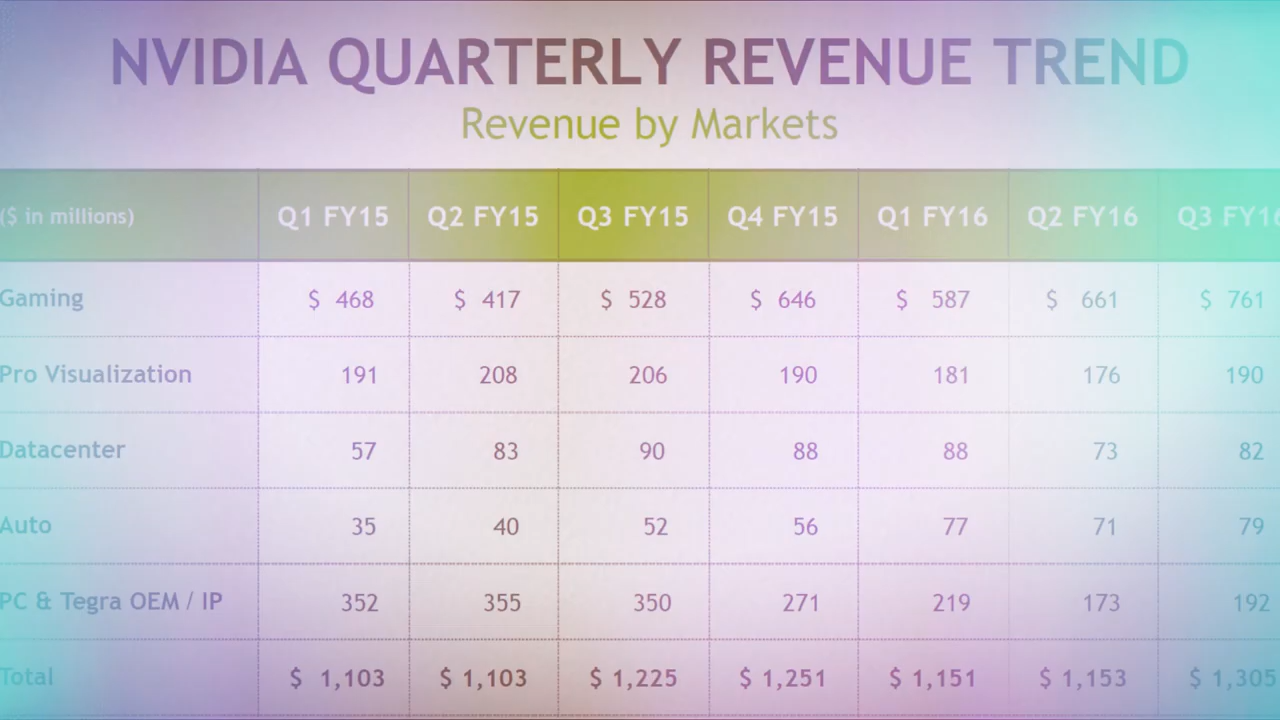 NVIDIA QUARTERLY REVENUE TREND
Revenue by Markets
($ in millions) Q1 FY15 Q2 FY15 Q3 FY15 Q4 FY15 Q1 FY16 Q2 FY16 Q3 FY16
Gaming $ 468 $ 417 $ 528 $ 646 $ 587 $ 661 $ 761
Pro Visualization 191 208 206 190 181 176 190
Datacenter 57 83 90 88 88 73 82
Auto 35 40 52 56 77 71 79
PC & Tegra OEM / IP 352 355 350 271 219 173 192
Total $ 1,103 $ 1,103 $ 1,225 $ 1,251 $ 1,151 $ 1,153 $ 1,305